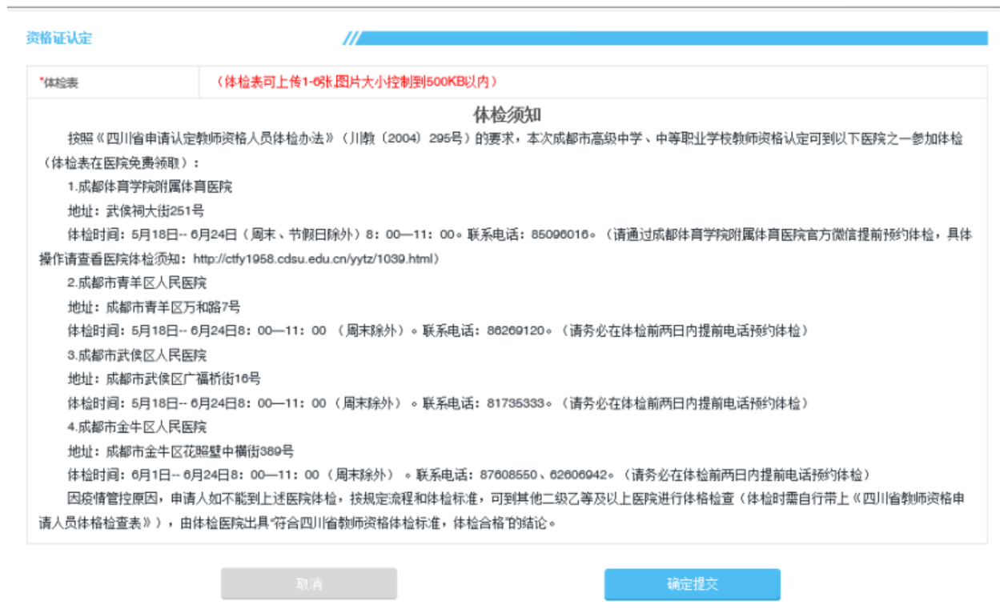 资格证认定
*体检表
（体检表可上传1-6张,图片大小控制到500KB以内）
体检须知
按照《四川省申请认定教师资格人员体检办法》（川教〔2004〕295号）的要求，本次成都市高级中学、中等职业学校教师资格认定可到以下医院之一参加体检
（体检表在医院免费领取）：
1.成都体育学院附属体育医院
地址：武侯祠大街251号
体检时间：5月18日-- 6月24日（周末、节假日除外）8：00—11：00。联系电话：85096016。（请通过成都体育学院附属体育医院官方微信提前预约体检，具体
操作请查看医院体检须知：http://ctfy1958.cdsu.edu.cn/yytz/1039.html）
2.成都市青羊区人民医院
地址：成都市青羊区万和路7号
体检时间：5月18日-- 6月24日8：00—11：00 （周末除外）。联系电话：86269120。（请务必在体检前两日内提前电话预约体检）
3.成都市武侯区人民医院
地址：成都市武侯区广福桥街16号
体检时间：5月18日-- 6月24日8：00—11：00 （周末除外） 。联系电话：81735333。（请务必在体检前两日内提前电话预约体检）
4.成都市金牛区人民医院
地址：成都市金牛区花照壁中横街389号
体检时间：6月1日-- 6月24日8：00—11：00 （周末除外） 。联系电话：87608550、62606942。（请务必在体检前两日内提前电话预约体检）
因疫情管控原因，申请人如不能到上述医院体检，按规定流程和体检标准，可到其他二级乙等及以上医院进行体格检查（体检时需自行带上《四川省教师资格申
请人员体格检查表》），由体检医院出具“符合四川省教师资格体检标准，体检合格”的结论。
取消
确定提交